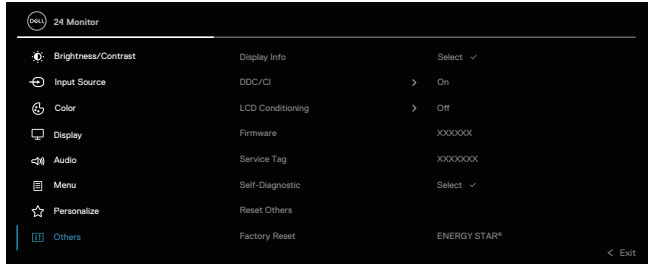 DELL 24 Monitor
Brightness/Contrast Display Info Select ✓
Input Source DDC/CI > On
Color LCD Conditioning > Off
Display Firmware XXXXXX
Audio Service Tag XXXXXXX
Menu Self-Diagnostic Select ✓
Personalize Reset Others
Others Factory Reset ENERGY STAR®
< Exit